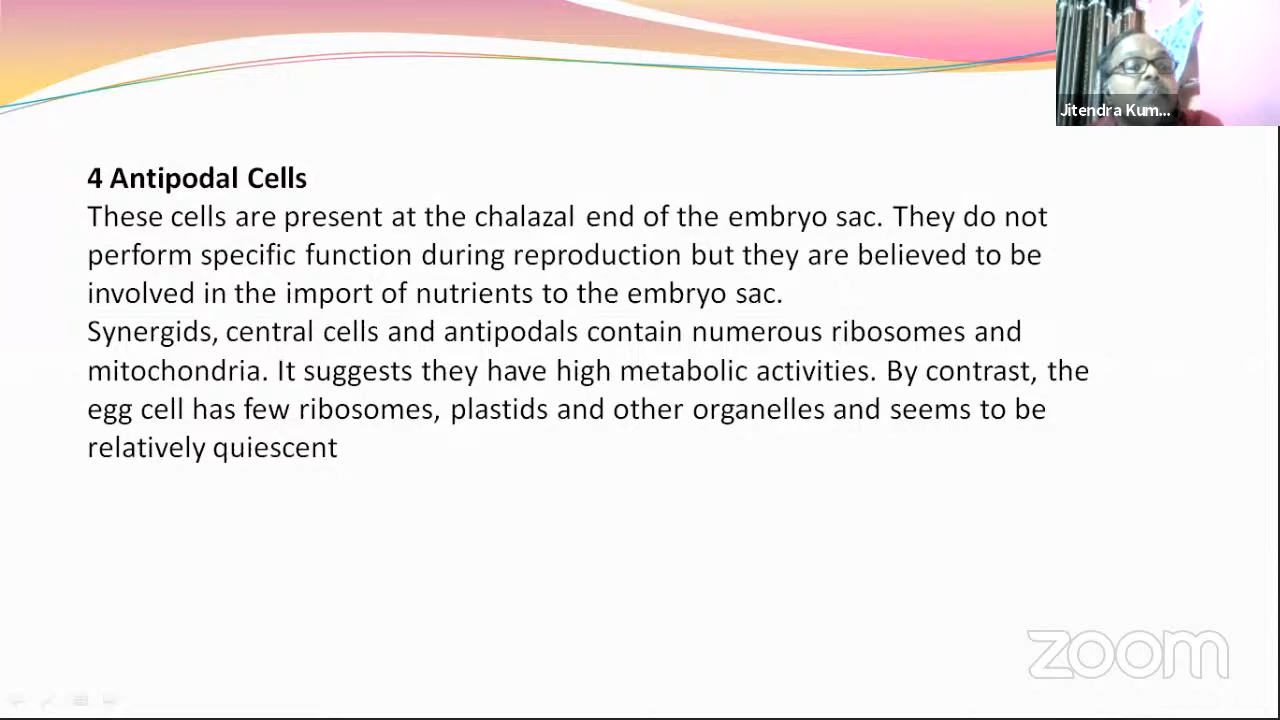 Jitendra Kum...
4 Antipodal Cells
These cells are present at the chalazal end of the embryo sac. They do not
perform specific function during reproduction but they are believed to be
involved in the import of nutrients to the embryo sac.
Synergids, central cells and antipodals contain numerous ribosomes and
mitochondria. It suggests they have high metabolic activities. By contrast, the
egg cell has few ribosomes, plastids and other organelles and seems to be
relatively quiescent
zoom